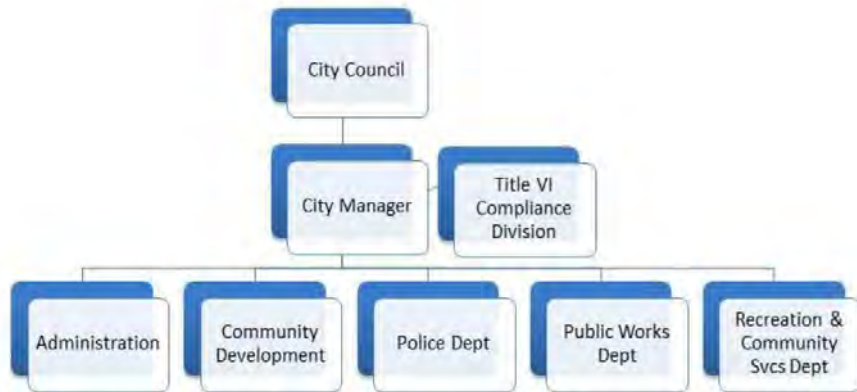 City Council
City Manager
Title VI
Compliance
Division
Administration
Community
Development
Police Dept
Public Works
Dept
Recreation &
Community
Svcs Dept